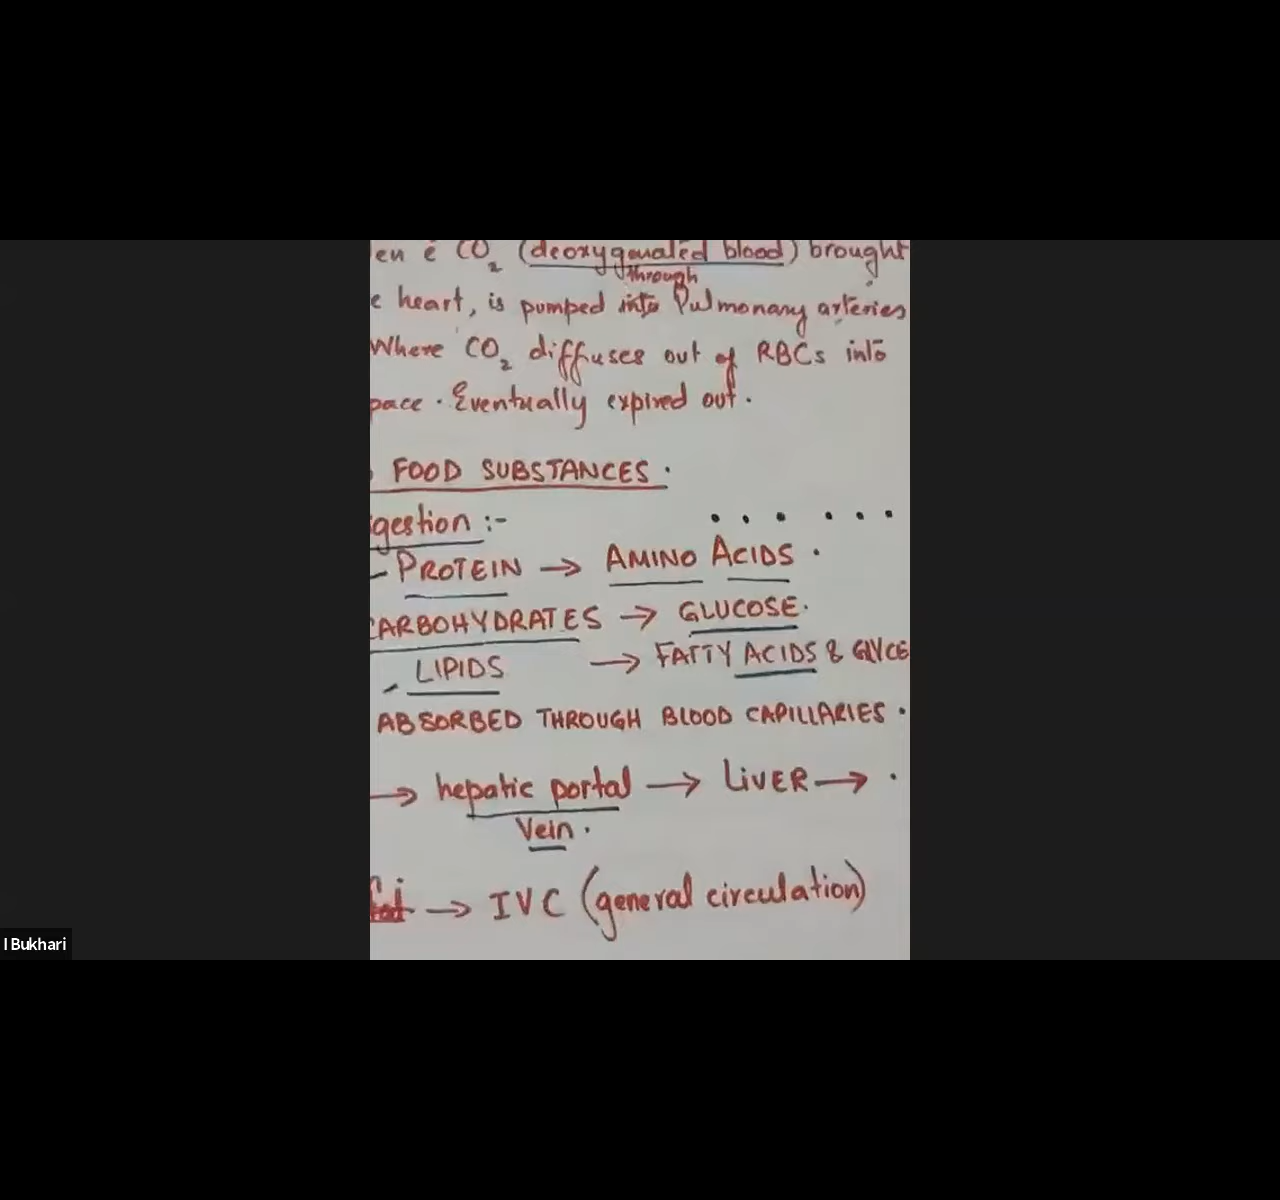 en c̄ CO2 (deoxygenated blood) brought
through
e heart, is pumped into Pulmonary arteries
Where CO2 diffuses out of RBCs into
pace. Eventually expired out.
FOOD SUBSTANCES.
gestion :-
- PROTEIN → AMINO ACIDS.
CARBOHYDRATES → GLUCOSE.
- LIPIDS → FATTY ACIDS & GLYCE
ABSORBED THROUGH BLOOD CAPILLARIES.
→ hepatic portal → LIVER →
Vein.
→ IVC (general circulation)
I Bukhari